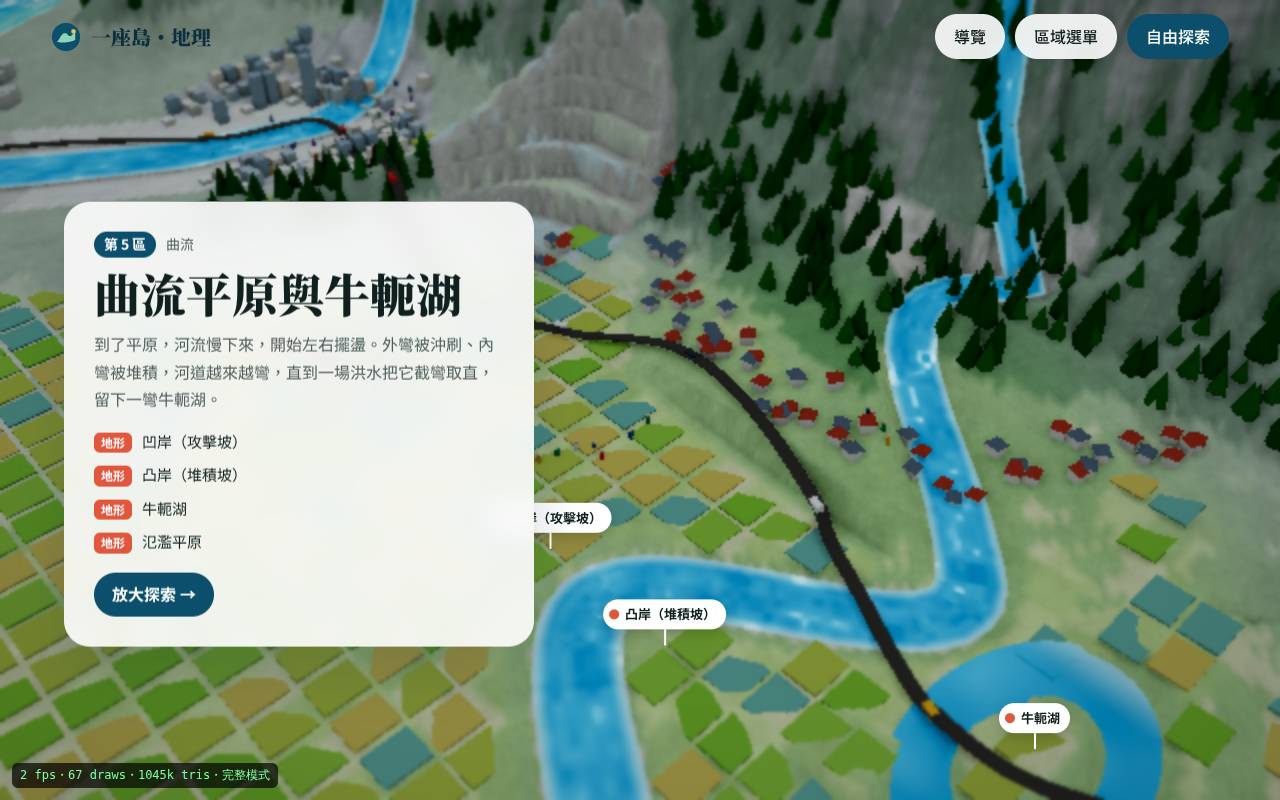 一座島・地理
導覽
區域選單
自由探索
第 5 區 曲流
曲流平原與牛軛湖
到了平原，河流慢下來，開始左右擺盪。外彎被沖刷、內
彎被堆積，河道越來越彎，直到一場洪水把它截彎取直，
留下一彎牛軛湖。
地形 凹岸（攻擊坡）
地形 凸岸（堆積坡）
地形 牛軛湖
地形 氾濫平原
放大探索 →
（攻擊坡）
凸岸（堆積坡）
牛軛湖
2 fps · 67 draws · 1045k tris · 完整模式